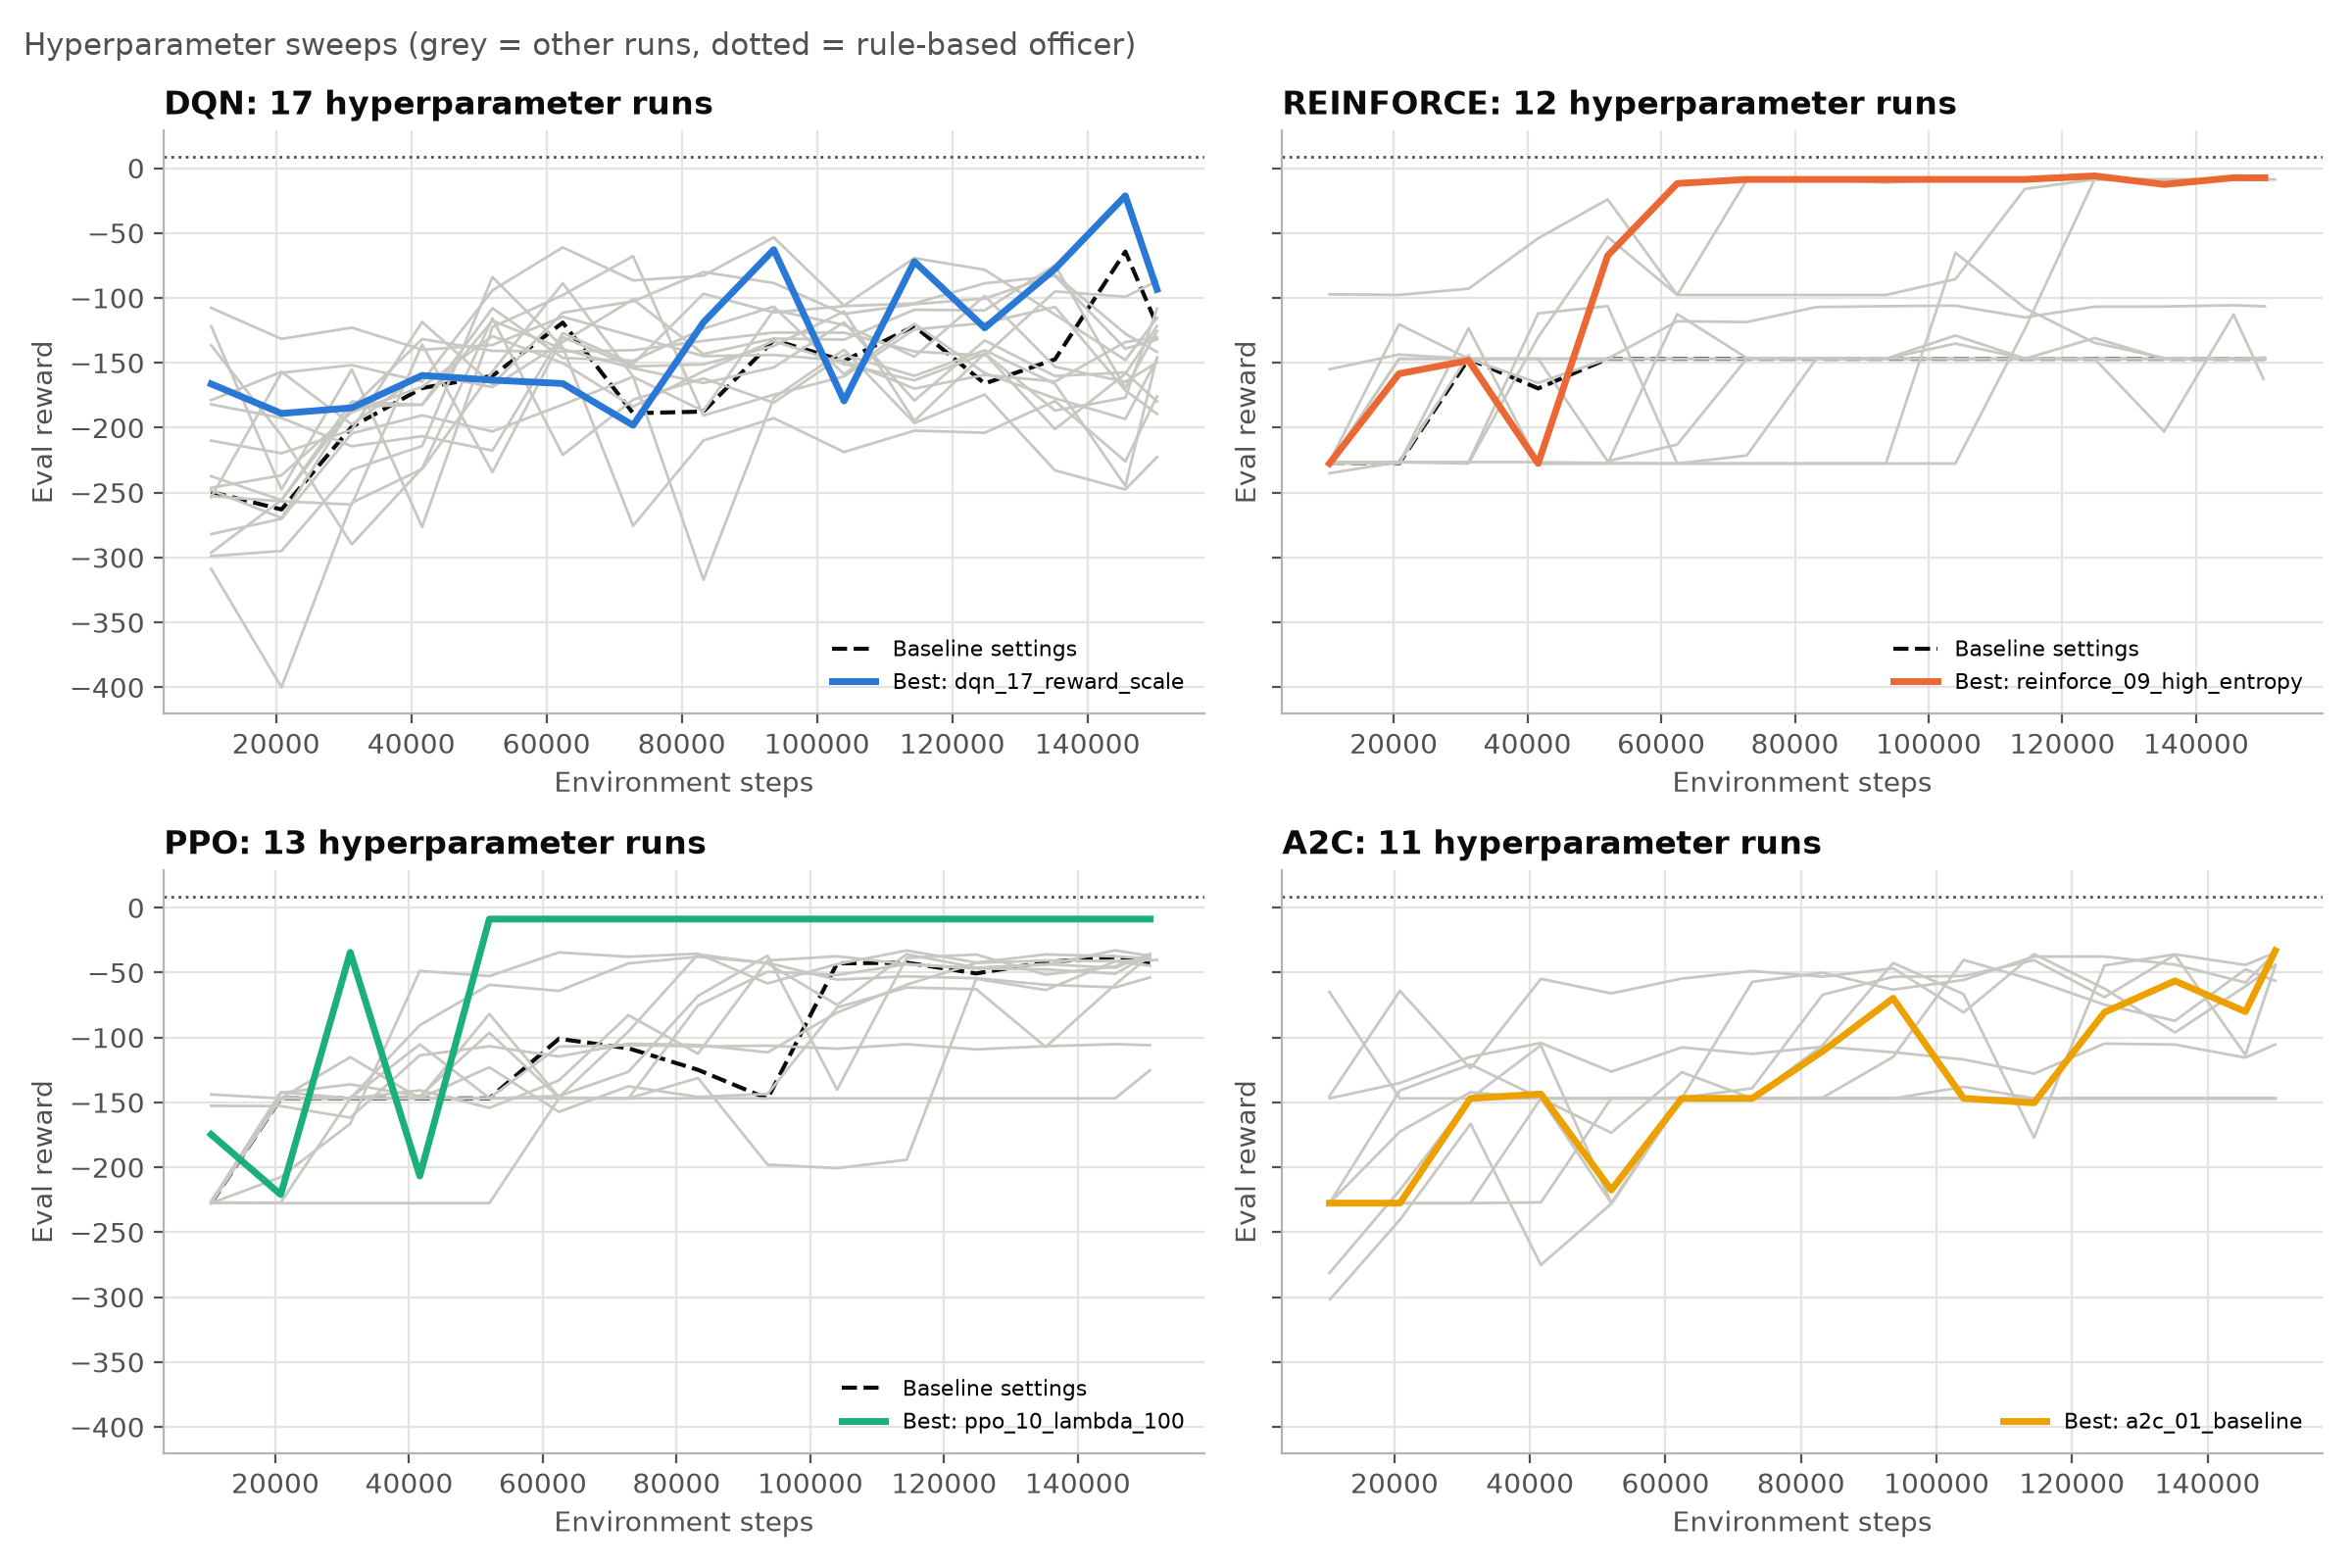 Hyperparameter sweeps (grey = other runs, dotted = rule-based officer)
DQN: 17 hyperparameter runs
0
−50
−100
−150
−200
−250
−300
−350
−400
Eval reward
Baseline settings
Best: dqn_17_reward_scale
20000 40000 60000 80000 100000 120000 140000
Environment steps
REINFORCE: 12 hyperparameter runs
Eval reward
Baseline settings
Best: reinforce_09_high_entropy
20000 40000 60000 80000 100000 120000 140000
Environment steps
PPO: 13 hyperparameter runs
0
−50
−100
−150
−200
−250
−300
−350
−400
Eval reward
Baseline settings
Best: ppo_10_lambda_100
20000 40000 60000 80000 100000 120000 140000
Environment steps
A2C: 11 hyperparameter runs
Eval reward
Best: a2c_01_baseline
20000 40000 60000 80000 100000 120000 140000
Environment steps